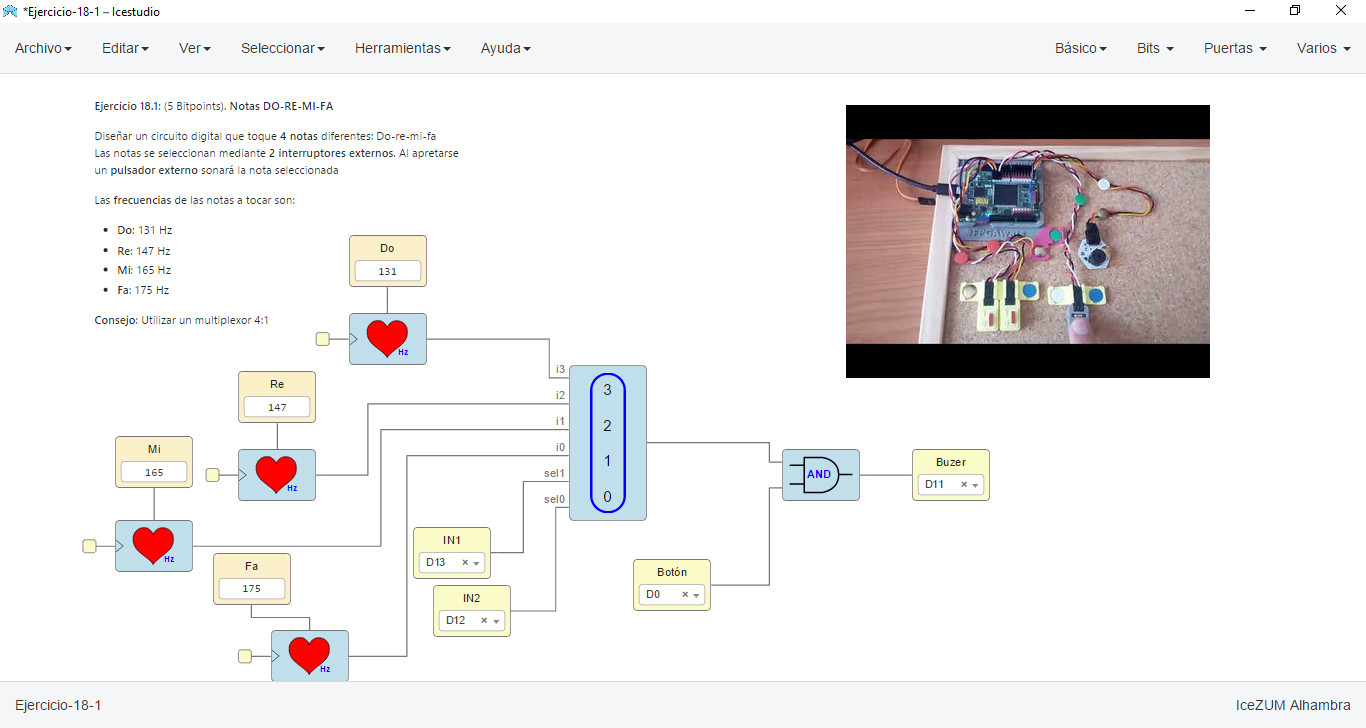 *Ejercicio-18-1 – Icestudio
Archivo Editar Ver Seleccionar Herramientas Ayuda Básico Bits Puertas Varios
Ejercicio 18.1: (5 Bitpoints). Notas DO-RE-MI-FA
Diseñar un circuito digital que toque 4 notas diferentes: Do-re-mi-fa
Las notas se seleccionan mediante 2 interruptores externos. Al apretarse
un pulsador externo sonará la nota seleccionada
Las frecuencias de las notas a tocar son:
Do: 131 Hz
Re: 147 Hz
Mi: 165 Hz
Fa: 175 Hz
Consejo: Utilizar un multiplexor 4:1
Do
131
Hz
Re
147
Hz
Mi
165
Hz
Fa
175
Hz
i3
i2
i1
i0
sel1
sel0
3
2
1
0
IN1
D13
IN2
D12
Botón
D0
AND
Buzer
D11
Ejercicio-18-1
IceZUM Alhambra